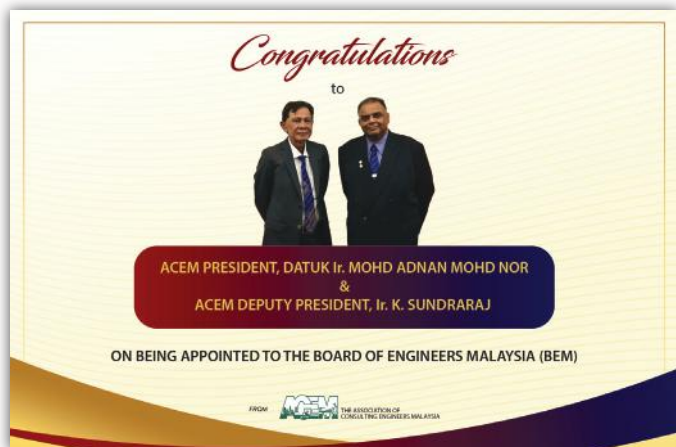 Congratulations
to
ACEM PRESIDENT, DATUK Ir. MOHD ADNAN MOHD NOR
&
ACEM DEPUTY PRESIDENT, Ir. K. SUNDRARAJ
ON BEING APPOINTED TO THE BOARD OF ENGINEERS MALAYSIA (BEM)
FROM ACEM THE ASSOCIATION OF
CONSULTING ENGINEERS MALAYSIA